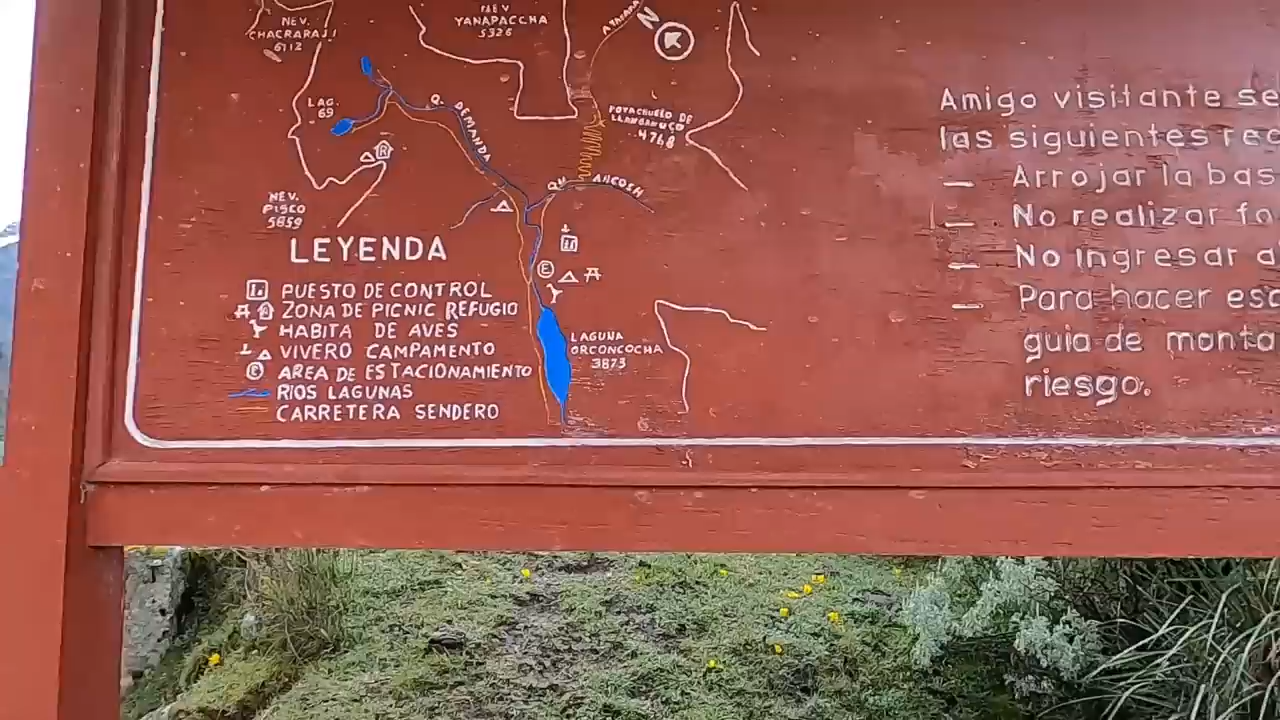 NEV.
CHACRARAJU
6112
NEV
YANAPACCHA
5326
N
LAG.
69
Q. DEMANDA
PORTACHUELO DE
LLANGANUCO
4768
NEV.
PISCO
5859
ANCOSH
LEYENDA
PUESTO DE CONTROL
ZONA DE PICNIC REFUGIO
HABITA DE AVES
VIVERO CAMPAMENTO
E AREA DE ESTACIONAMIENTO
RIOS LAGUNAS
CARRETERA SENDERO
E
LAGUNA
ORCONCOCHA
3873
Amigo visitante se
las siguientes rec
— Arrojar la bas
— No realizar fo
— No ingresar a
— Para hacer esc
guia de monta
riesgo.